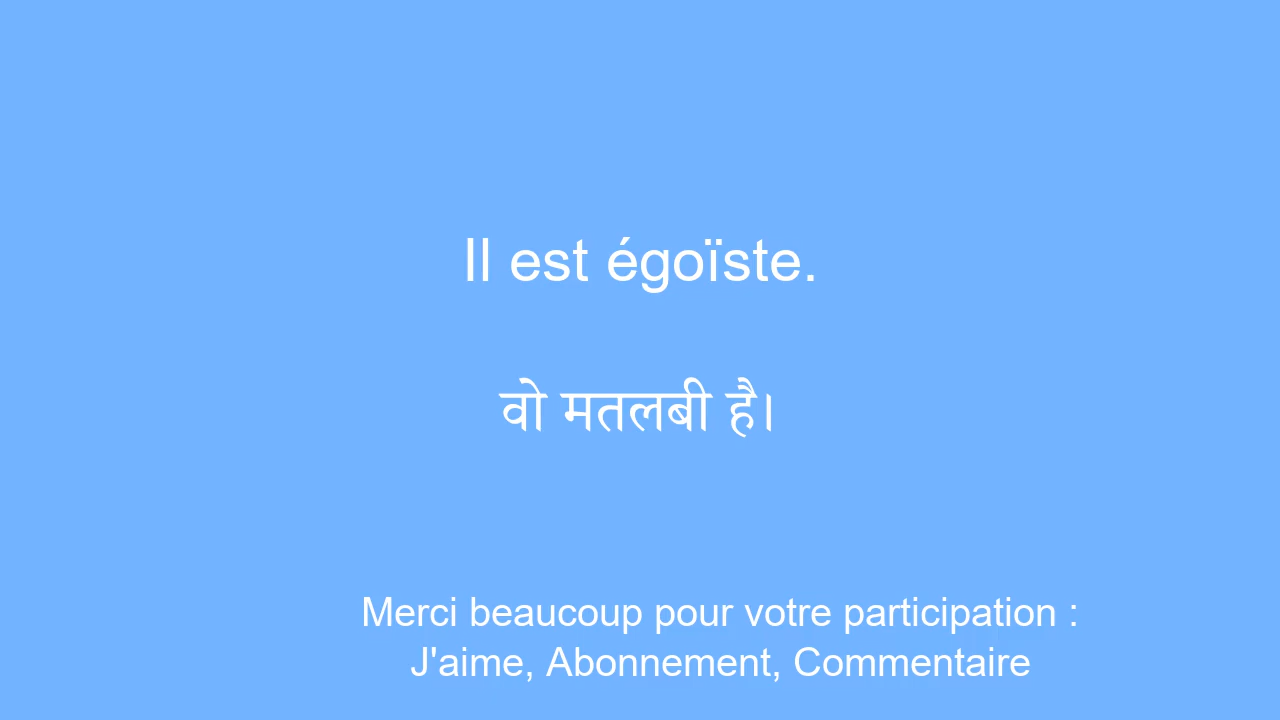 Il est égoïste.
वो मतलबी है।
Merci beaucoup pour votre participation :
J'aime, Abonnement, Commentaire